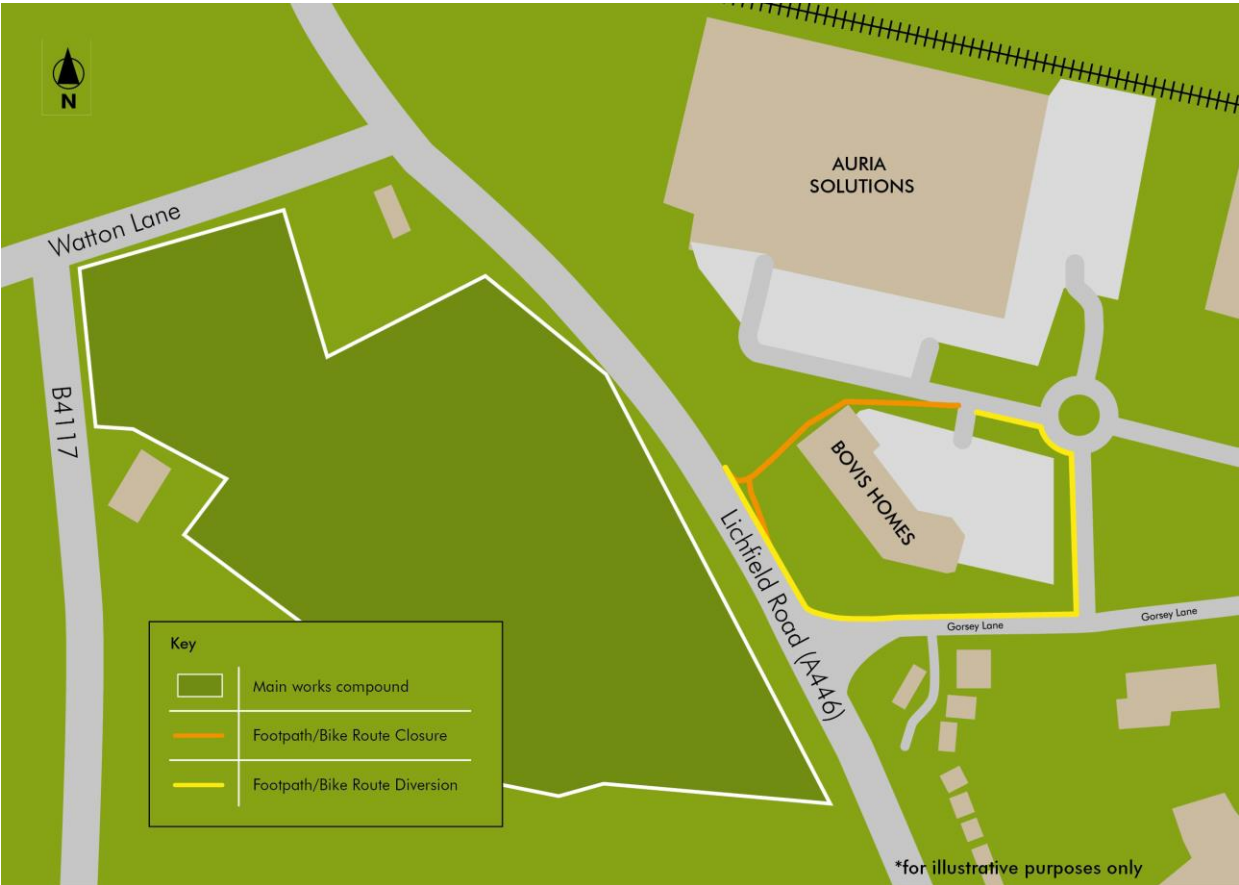 N
AURIA
SOLUTIONS
Watton Lane
B4117
BOVIS HOMES
Lichfield Road (A446)
Gorsey Lane
Gorsey Lane
Key
Main works compound
Footpath/Bike Route Closure
Footpath/Bike Route Diversion
*for illustrative purposes only